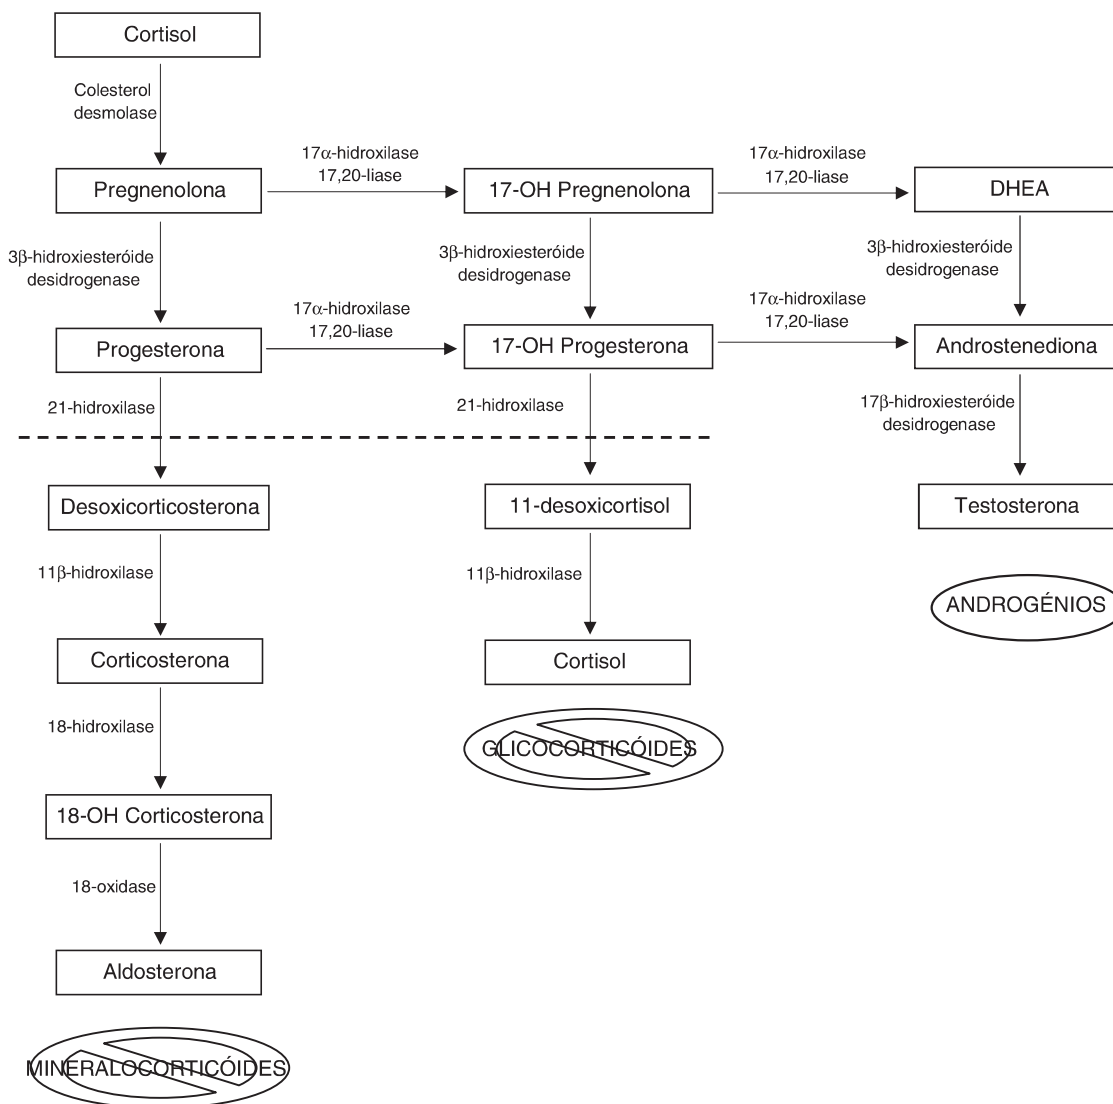 Cortisol
Colesterol
desmolase
Pregnenolona
17α-hidroxilase
17,20-liase
17-OH Pregnenolona
17α-hidroxilase
17,20-liase
DHEA
3β-hidroxiesteróide
desidrogenase
3β-hidroxiesteróide
desidrogenase
3β-hidroxiesteróide
desidrogenase
Progesterona
17α-hidroxilase
17,20-liase
17-OH Progesterona
17α-hidroxilase
17,20-liase
Androstenediona
21-hidroxilase
21-hidroxilase
17β-hidroxiesteróide
desidrogenase
Desoxicorticosterona
11-desoxicortisol
Testosterona
11β-hidroxilase
11β-hidroxilase
ANDROGÉNIOS
Corticosterona
Cortisol
18-hidroxilase
GLICOCORTICÓIDES
18-OH Corticosterona
18-oxidase
Aldosterona
MINERALOCORTICÓIDES